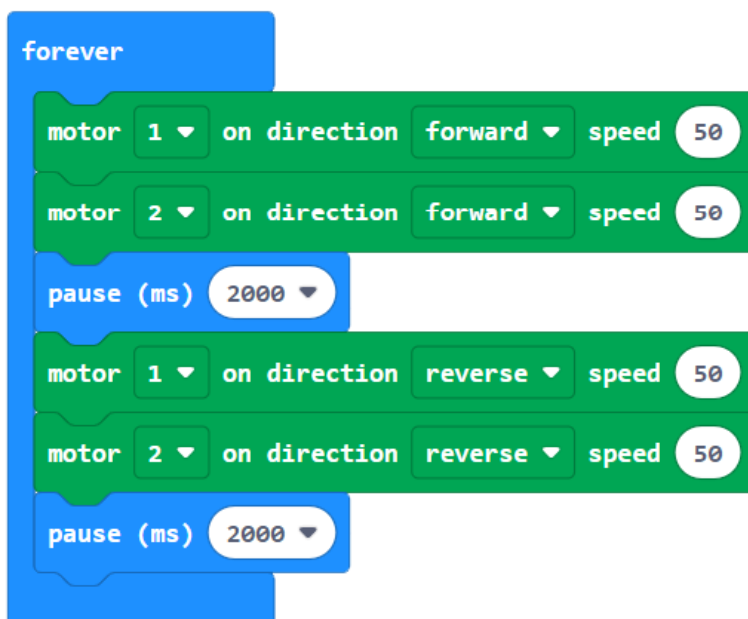 forever
motor 1 on direction forward speed 50
motor 2 on direction forward speed 50
pause (ms) 2000
motor 1 on direction reverse speed 50
motor 2 on direction reverse speed 50
pause (ms) 2000